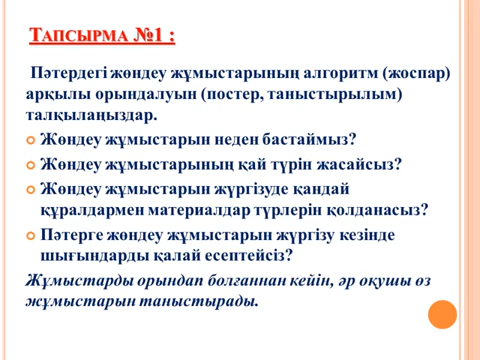 ТАПСЫРМА №1 :
Пәтердегі жөндеу жұмыстарының алгоритм (жоспар)
арқылы орындалуын (постер, таныстырылым)
талқылаңыздар.
Жөндеу жұмыстарын неден бастаймыз?
Жөндеу жұмыстарының қай түрін жасайсыз?
Жөндеу жұмыстарын жүргізуде қандай
құралдармен материалдар түрлерін қолданасыз?
Пәтерге жөндеу жұмыстарын жүргізу кезінде
шығындарды қалай есептейсіз?
Жұмыстарды орындап болғаннан кейін, әр оқушы өз
жұмыстарын таныстырады.